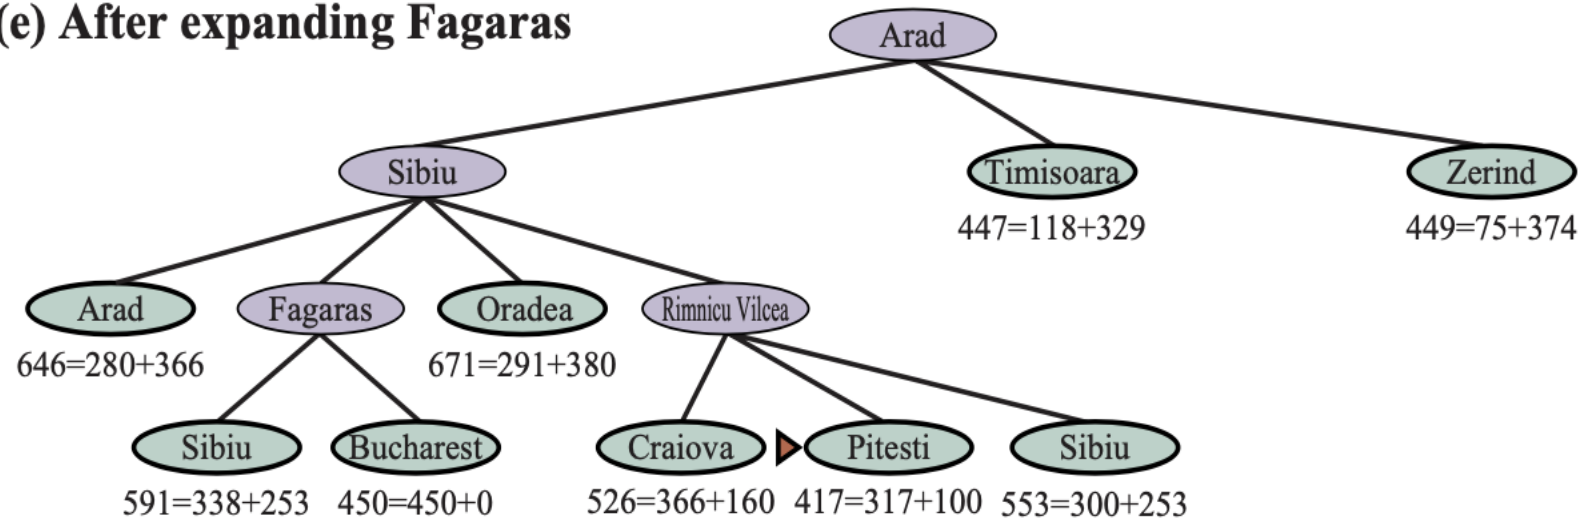 (e) After expanding Fagaras
Arad
Sibiu
Timisoara
Zerind
447=118+329
449=75+374
Arad
Fagaras
Oradea
Rimnicu Vilcea
646=280+366
671=291+380
Sibiu
Bucharest
Craiova
Pitesti
Sibiu
591=338+253
450=450+0
526=366+160
417=317+100
553=300+253